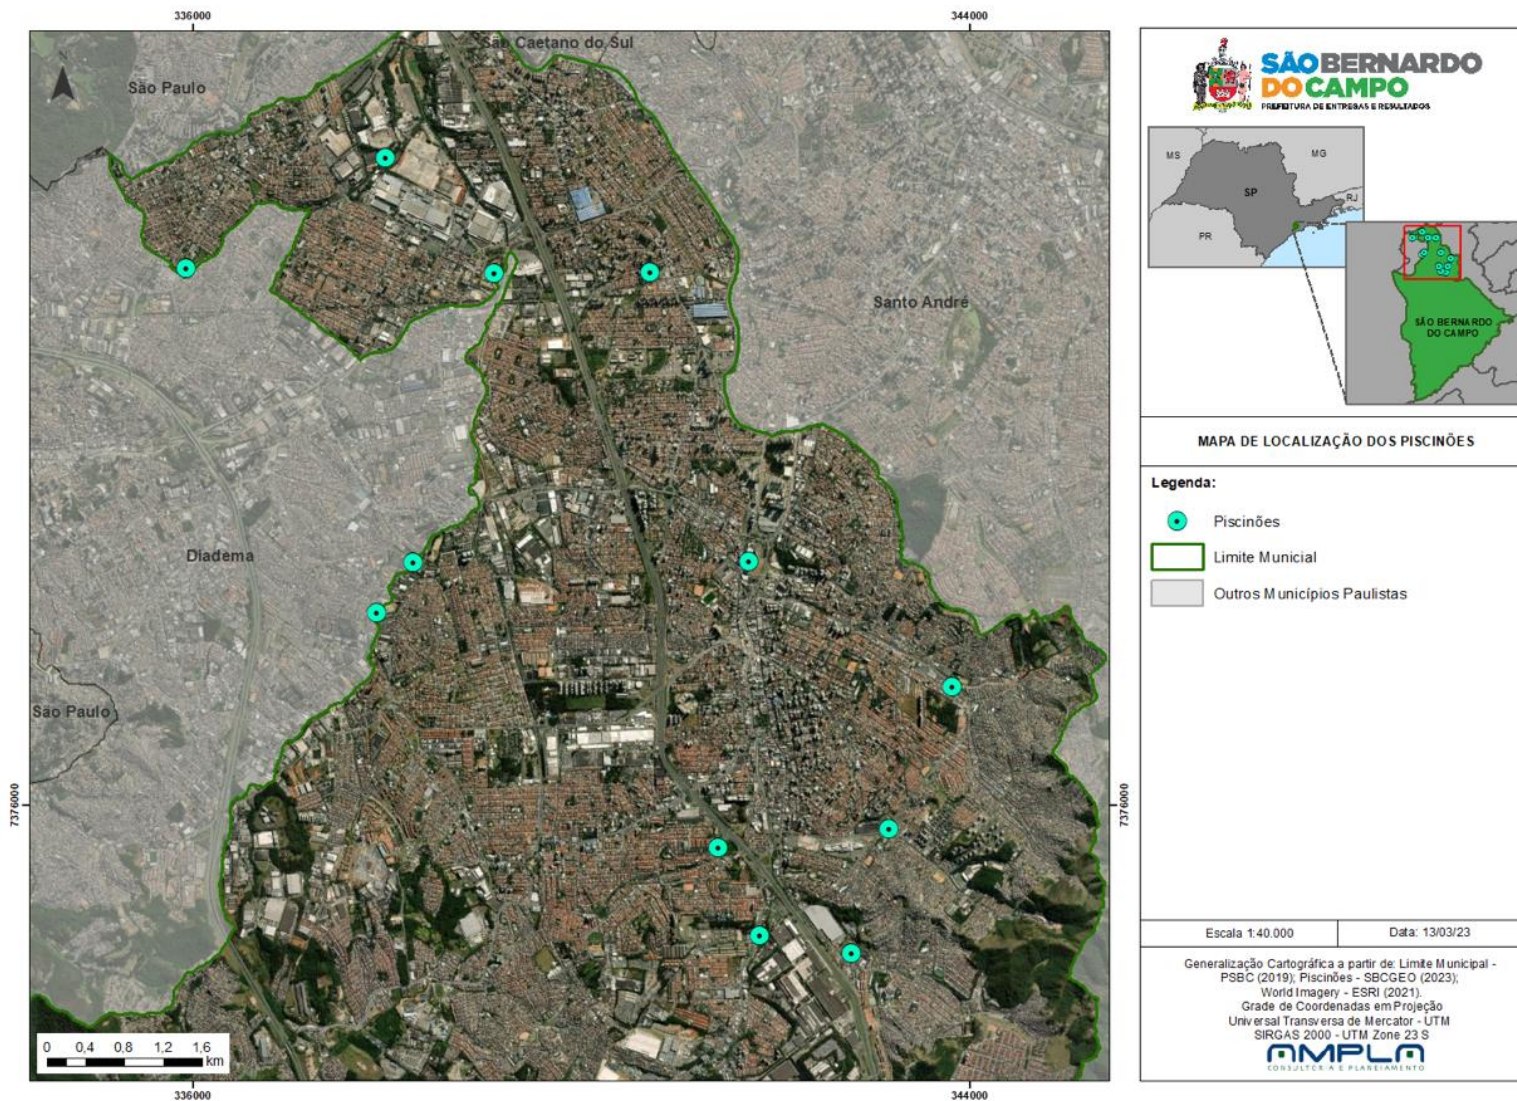 336000
344000
São Caetano do Sul
São Paulo
Santo André
Diadema
São Paulo
7376000
7376000
0 0,4 0,8 1,2 1,6
km
336000
344000
SÃO BERNARDO
DO CAMPO
PREFEITURA DE ENTREGAS E RESULTADOS
MS
MG
SP
RJ
PR
SÃO BERNARDO
DO CAMPO
MAPA DE LOCALIZAÇÃO DOS PISCINÕES
Legenda:
Piscinões
Limite Municial
Outros Municípios Paulistas
Escala 1:40.000
Data: 13/03/23
Generalização Cartográfica a partir de: Limite Municipal -
PSBC (2019); Piscinões - SBCGEO (2023);
World Imagery - ESRI (2021).
Grade de Coordenadas em Projeção
Universal Transversa de Mercator - UTM
SIRGAS 2000 - UTM Zone 23 S
AMPLA
CONSULTORIA E PLANEJAMENTO